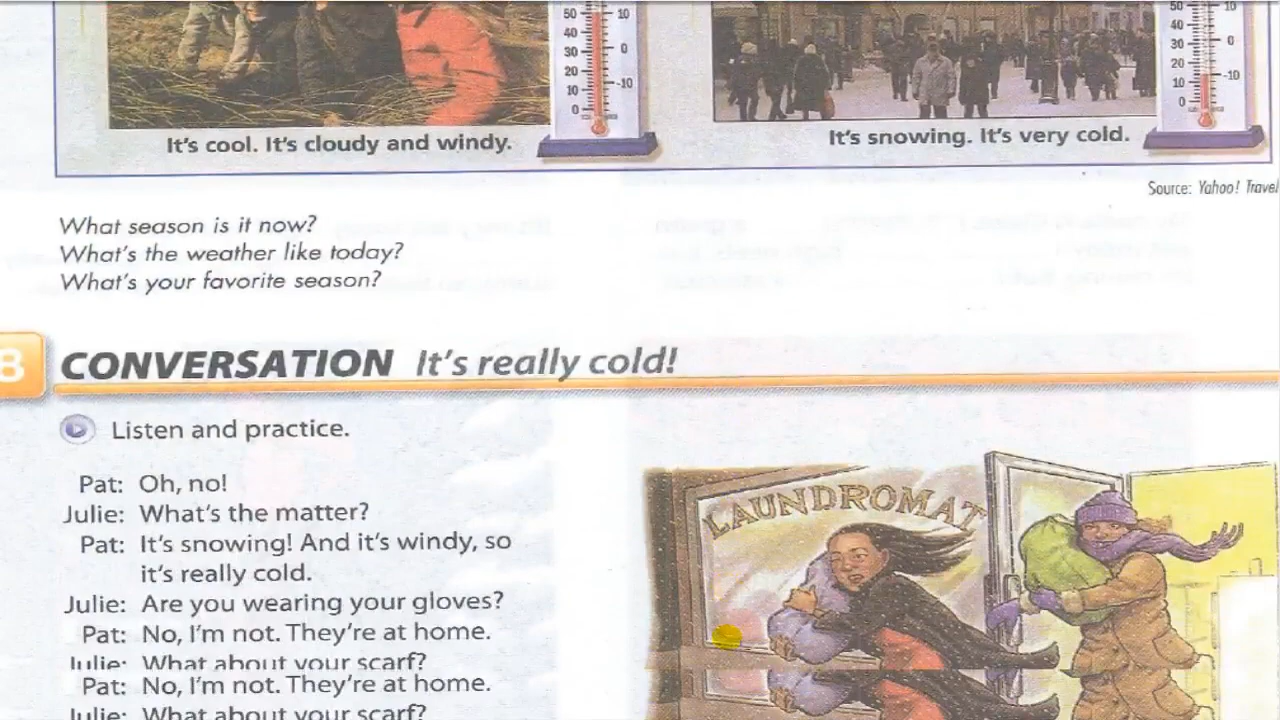 50 10
40
30 0
20
10 -10
0
50 10
40
30 0
20
10 -10
0
It's cool. It's cloudy and windy.
It's snowing. It's very cold.
Source: Yahoo! Travel
What season is it now?
What's the weather like today?
What's your favorite season?
8 CONVERSATION It's really cold!
Listen and practice.
Pat: Oh, no!
Julie: What's the matter?
Pat: It's snowing! And it's windy, so
it's really cold.
Julie: Are you wearing your gloves?
Pat: No, I'm not. They're at home.
Julie: What about your scarf?
Pat: No, I'm not. They're at home.
Julie: What about your scarf?
LAUNDROMAT